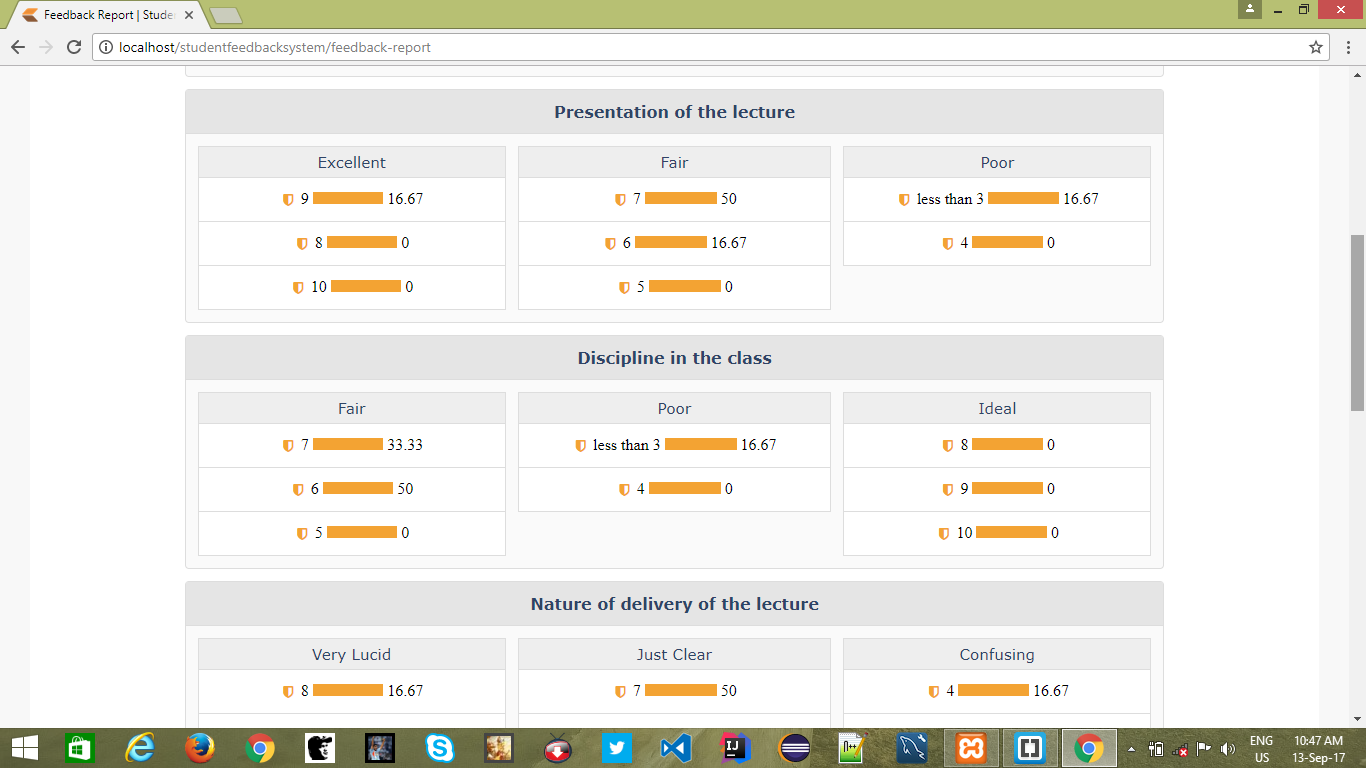 Feedback Report | Stude
localhost/studentfeedbacksystem/feedback-report
Presentation of the lecture
Excellent Fair Poor
9 16.67 7 50 less than 3 16.67
8 0 6 16.67 4 0
10 0 5 0
Discipline in the class
Fair Poor Ideal
7 33.33 less than 3 16.67 8 0
6 50 4 0 9 0
5 0 10 0
Nature of delivery of the lecture
Very Lucid Just Clear Confusing
8 16.67 7 50 4 16.67
ENG 10:47 AM
US 13-Sep-17